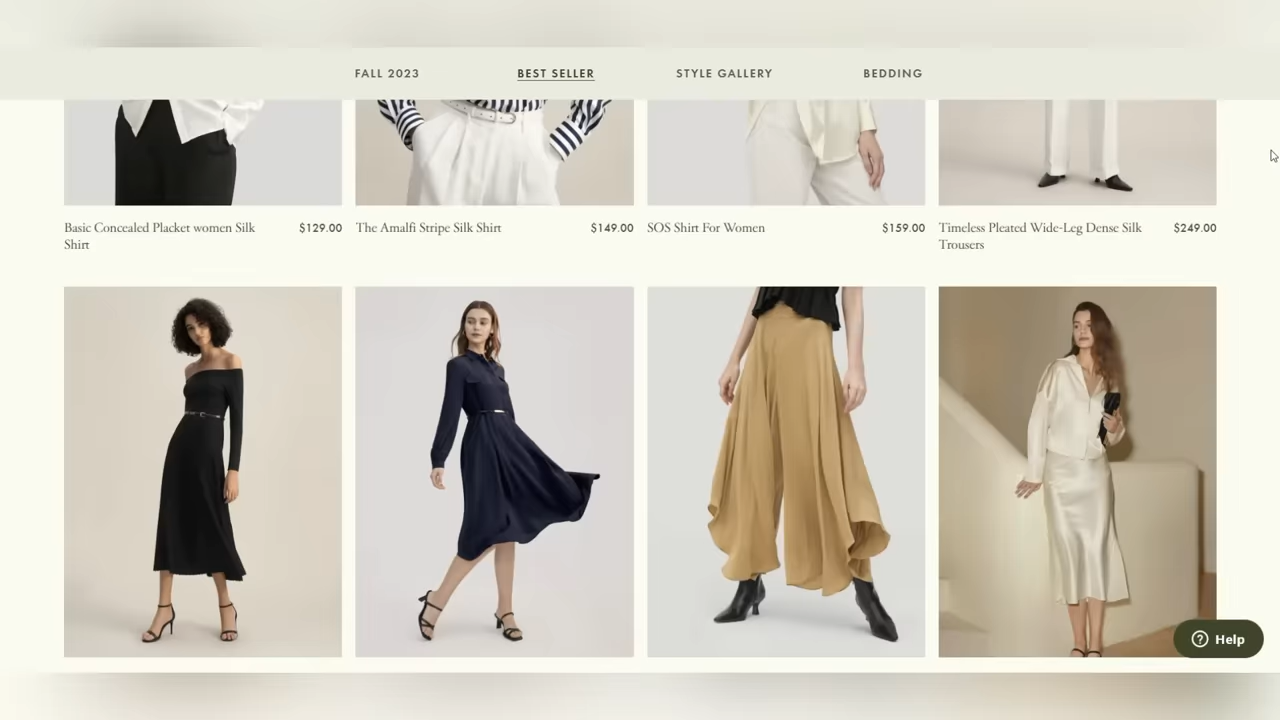 FALL 2023
BEST SELLER
STYLE GALLERY
BEDDING
Basic Concealed Placket women Silk
Shirt
$129.00
The Amalfi Stripe Silk Shirt
$149.00
SOS Shirt For Women
$159.00
Timeless Pleated Wide-Leg Dense Silk
Trousers
$249.00
Help